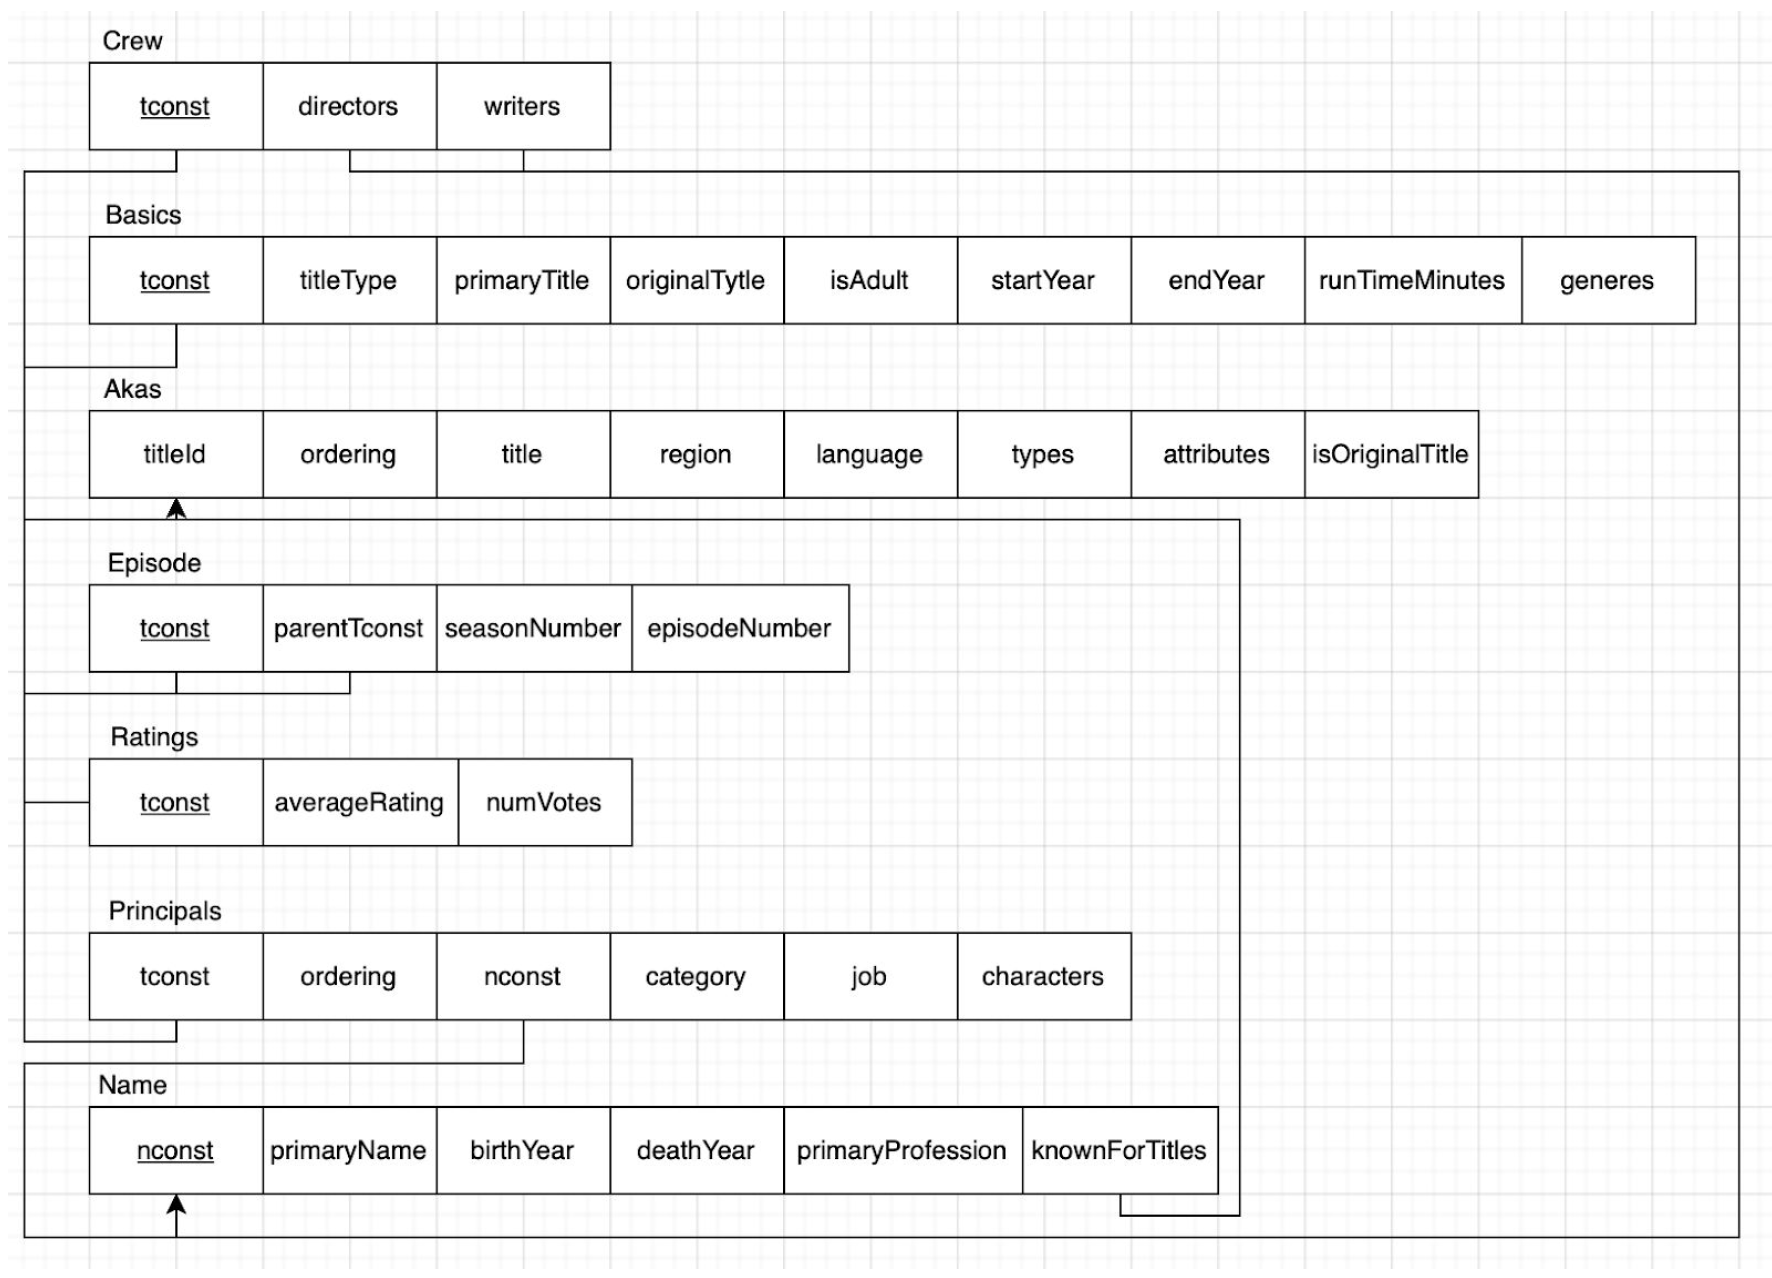 Crew
tconst directors writers
Basics
tconst titleType primaryTitle originalTytle isAdult startYear endYear runTimeMinutes generes
Akas
titleId ordering title region language types attributes isOriginalTitle
Episode
tconst parentTconst seasonNumber episodeNumber
Ratings
tconst averageRating numVotes
Principals
tconst ordering nconst category job characters
Name
nconst primaryName birthYear deathYear primaryProfession knownForTitles